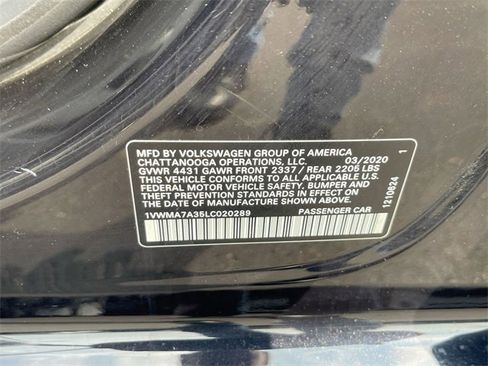 MFD BY VOLKSWAGEN GROUP OF AMERICA
CHATTANOOGA OPERATIONS, LLC. 03/2020 1
GVWR 4431 GAWR FRONT 2337 / REAR 2205 LBS
THIS VEHICLE CONFORMS TO ALL APPLICABLE U.S.
FEDERAL MOTOR VEHICLE SAFETY, BUMPER AND
THEFT PREVENTION STANDARDS IN EFFECT ON
THE DATE OF MANUFACTURE SHOWN ABOVE.
1VWMA7A35LC020289 PASSENGER CAR
1210624